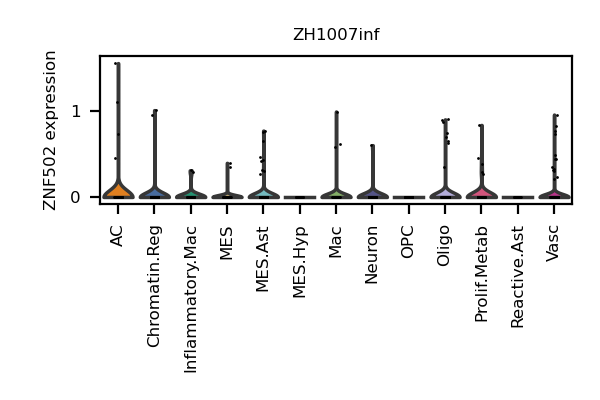 ZH1007inf
ZNF502 expression
1
0
AC
Chromatin.Reg
Inflammatory.Mac
MES
MES.Ast
MES.Hyp
Mac
Neuron
OPC
Oligo
Prolif.Metab
Reactive.Ast
Vasc